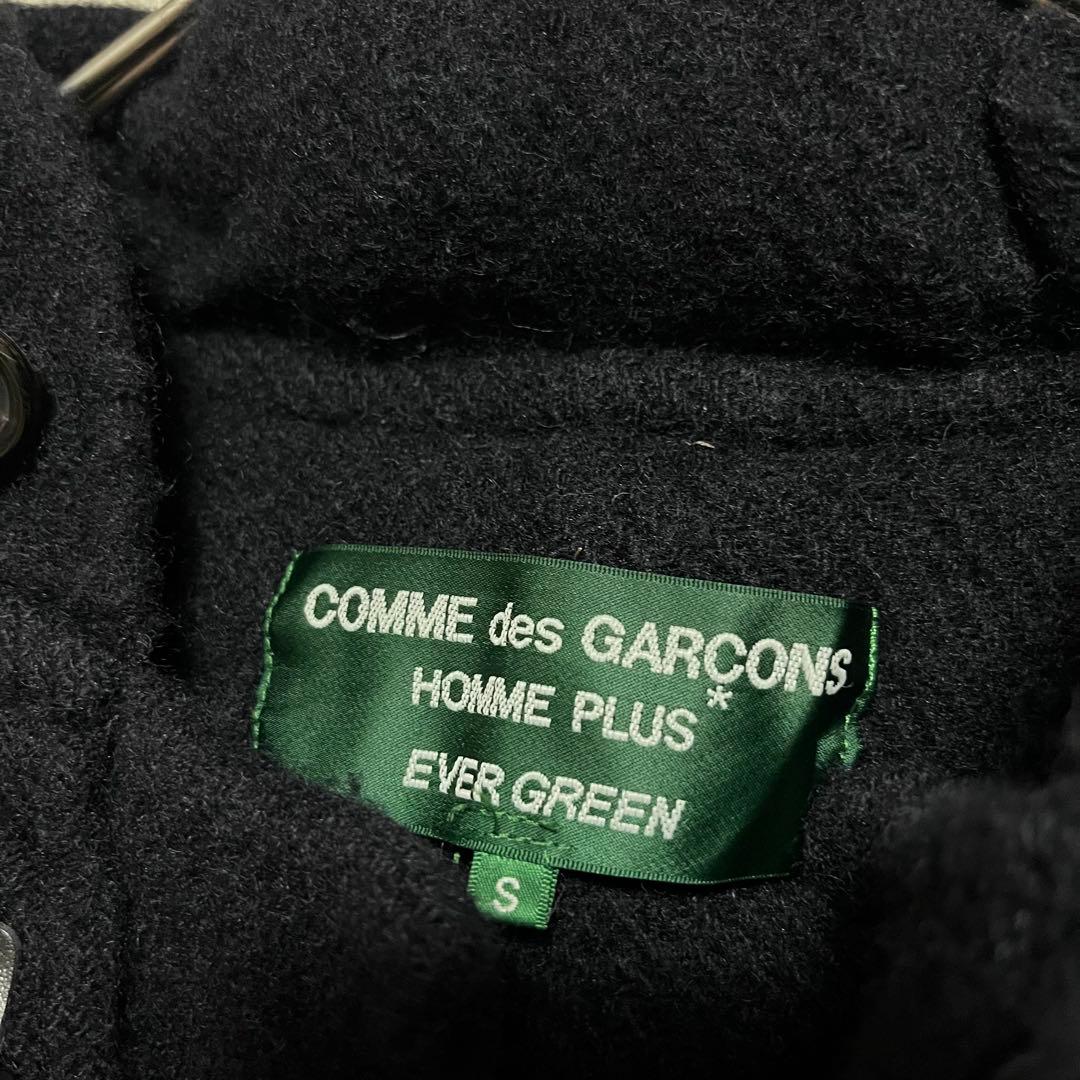 COMME des GARÇONS
HOMME PLUS*
EVER GREEN
S